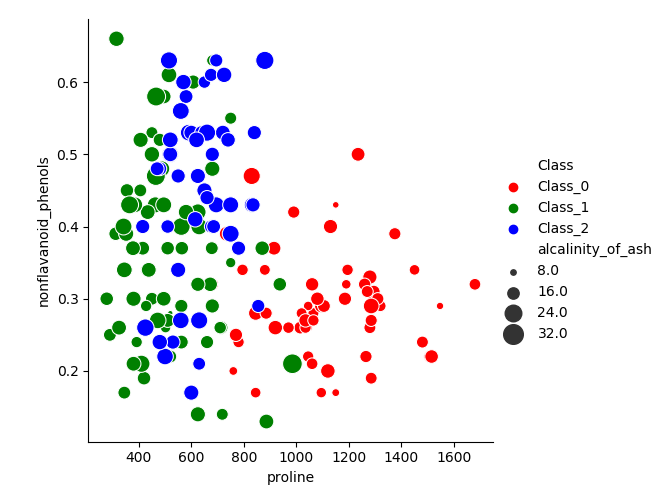 0.6
0.5
0.4
0.3
0.2
nonflavanoid_phenols
400 600 800 1000 1200 1400 1600
proline
Class
Class_0
Class_1
Class_2
alcalinity_of_ash
8.0
16.0
24.0
32.0